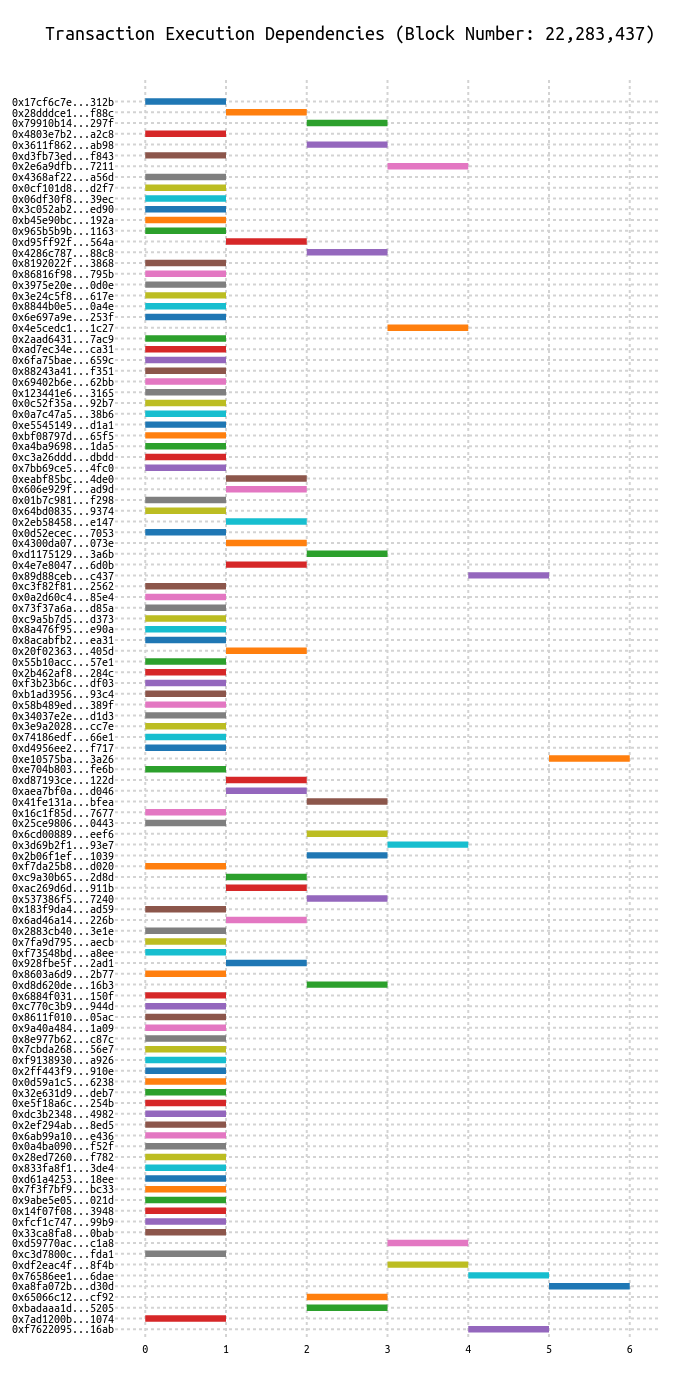 Transaction Execution Dependencies (Block Number: 22,283,437)
0x17cf6c7e...312b
0x28dddce1...f88c
0x79910b14...297f
0x4803e7b2...a2c8
0x3611f862...ab98
0xd3fb73ed...f843
0x2e6a9dfb...7211
0x4368af22...a56d
0x0cf101d8...d2f7
0x06df30f8...39ec
0x3c052ab2...ed90
0xb45e90bc...192a
0x965b5b9b...1163
0xd95ff92f...564a
0x4286c787...88c8
0x8192022f...3868
0x86816f98...795b
0x3975e20e...0d0e
0x3e24c5f8...617e
0x8844b0e5...0a4e
0x6e697a9e...253f
0x4e5cedc1...1c27
0x2aad6431...7ac9
0xad7ec34e...ca31
0x6fa75bae...659c
0x88243a41...f351
0x69402b6e...62bb
0x123441e6...3165
0x0c52f35a...92b7
0x0a7c47a5...38b6
0xe5545149...d1a1
0xbf08797d...65f5
0xa4ba9698...1da5
0xc3a26ddd...dbdd
0x7bb69ce5...4fc0
0xeabf85bc...4de0
0x606e929f...ad9d
0x01b7c981...f298
0x64bd0835...9374
0x2eb58458...e147
0x0d52ecec...7053
0x4300da07...073e
0xd1175129...3a6b
0x4e7e8047...6d0b
0x89d88ceb...c437
0xc3f82f81...2562
0x0a2d60c4...85e4
0x73f37a6a...d85a
0xc9a5b7d5...d373
0x8a476f95...e90a
0x8acabfb2...ea31
0x20f02363...405d
0x55b10acc...57e1
0x2b462af8...284c
0xf3b23b6c...df03
0xb1ad3956...93c4
0x58b489ed...389f
0x34037e2e...d1d3
0x3e9a2028...cc7e
0x74186edf...66e1
0xd4956ee2...f717
0xe10575ba...3a26
0xe704b803...fe6b
0xd87193ce...122d
0xaea7bf0a...d046
0x41fe131a...bfea
0x16c1f85d...7677
0x25ce9806...0443
0x6cd00889...eef6
0x3d69b2f1...93e7
0x2b06f1ef...1039
0xf7da25b8...d020
0xc9a30b65...2d8d
0xac269d6d...911b
0x537386f5...7240
0x183f9da4...ad59
0x6ad46a14...226b
0x2883cb40...3e1e
0x7fa9d795...aecb
0xf73548bd...a8ee
0x928fbe5f...2ad1
0x8603a6d9...2b77
0xd8d620de...16b3
0x6884f031...150f
0xc770c3b9...944d
0x8611f010...05ac
0x9a40a484...1a09
0x8e977b62...c87c
0x7cbda268...56e7
0xf9138930...a926
0x2ff443f9...910e
0x0d59a1c5...6238
0x32e631d9...deb7
0xe5f18a6c...254b
0xdc3b2348...4982
0x2ef294ab...8ed5
0x6ab99a10...e436
0x0a4ba090...f52f
0x28ed7260...f782
0x833fa8f1...3de4
0xd61a4253...18ee
0x7f3f7bf9...bc33
0x9abe5e05...021d
0x14f07f08...3948
0xfcf1c747...99b9
0x33ca8fa8...0bab
0xd59770ac...c1a8
0xc3d7800c...fda1
0xdf2eac4f...8f4b
0x76586ee1...6dae
0xa8fa072b...d30d
0x65066c12...cf92
0xbadaaa1d...5205
0x7ad1200b...1074
0xf7622095...16ab
0 1 2 3 4 5 6